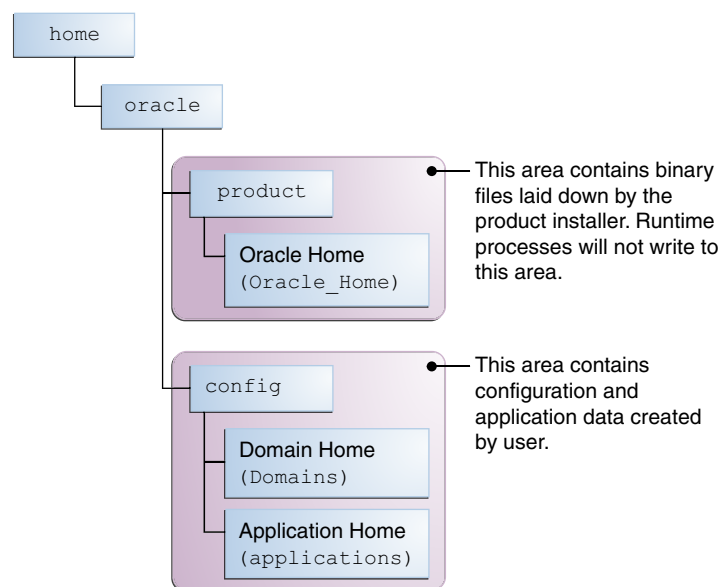 home
oracle
product
Oracle Home
(Oracle_Home)
This area contains binary
files laid down by the
product installer. Runtime
processes will not write to
this area.
config
Domain Home
(Domains)
Application Home
(applications)
This area contains
configuration and
application data created
by user.